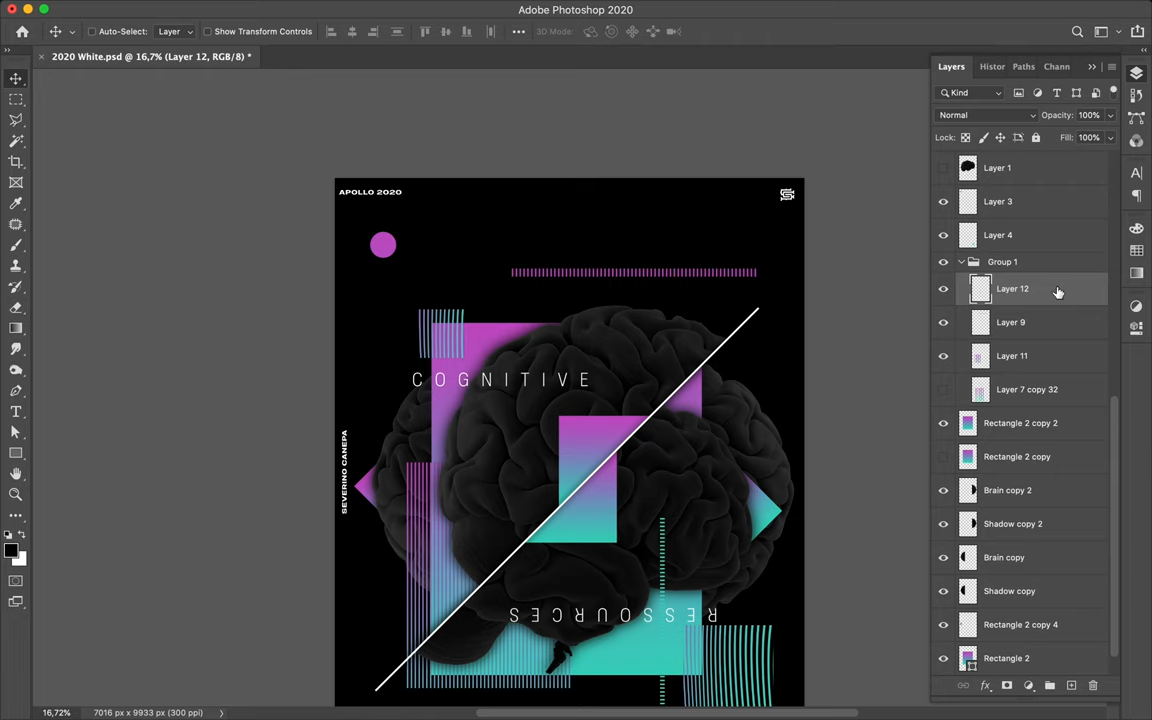 Adobe Photoshop 2020
Auto-Select:
Layer
Show Transform Controls
3D Mode:
2020 White.psd @ 16,7% (Layer 12, RGB/8) *
Layers
Histor
Paths
Chann
Kind
Normal
Opacity: 100%
Lock:
Fill: 100%
Layer 1
Layer 3
Layer 4
Group 1
Layer 12
Layer 9
Layer 11
Layer 7 copy 32
Rectangle 2 copy 2
Rectangle 2 copy
Brain copy 2
Shadow copy 2
Brain copy
Shadow copy
Rectangle 2 copy 4
Rectangle 2
APOLLO 2020
COGNITIVE
SEVERINO CANEPA
RESSOURCES
16,72%
7016 px x 9933 px (300 ppi)